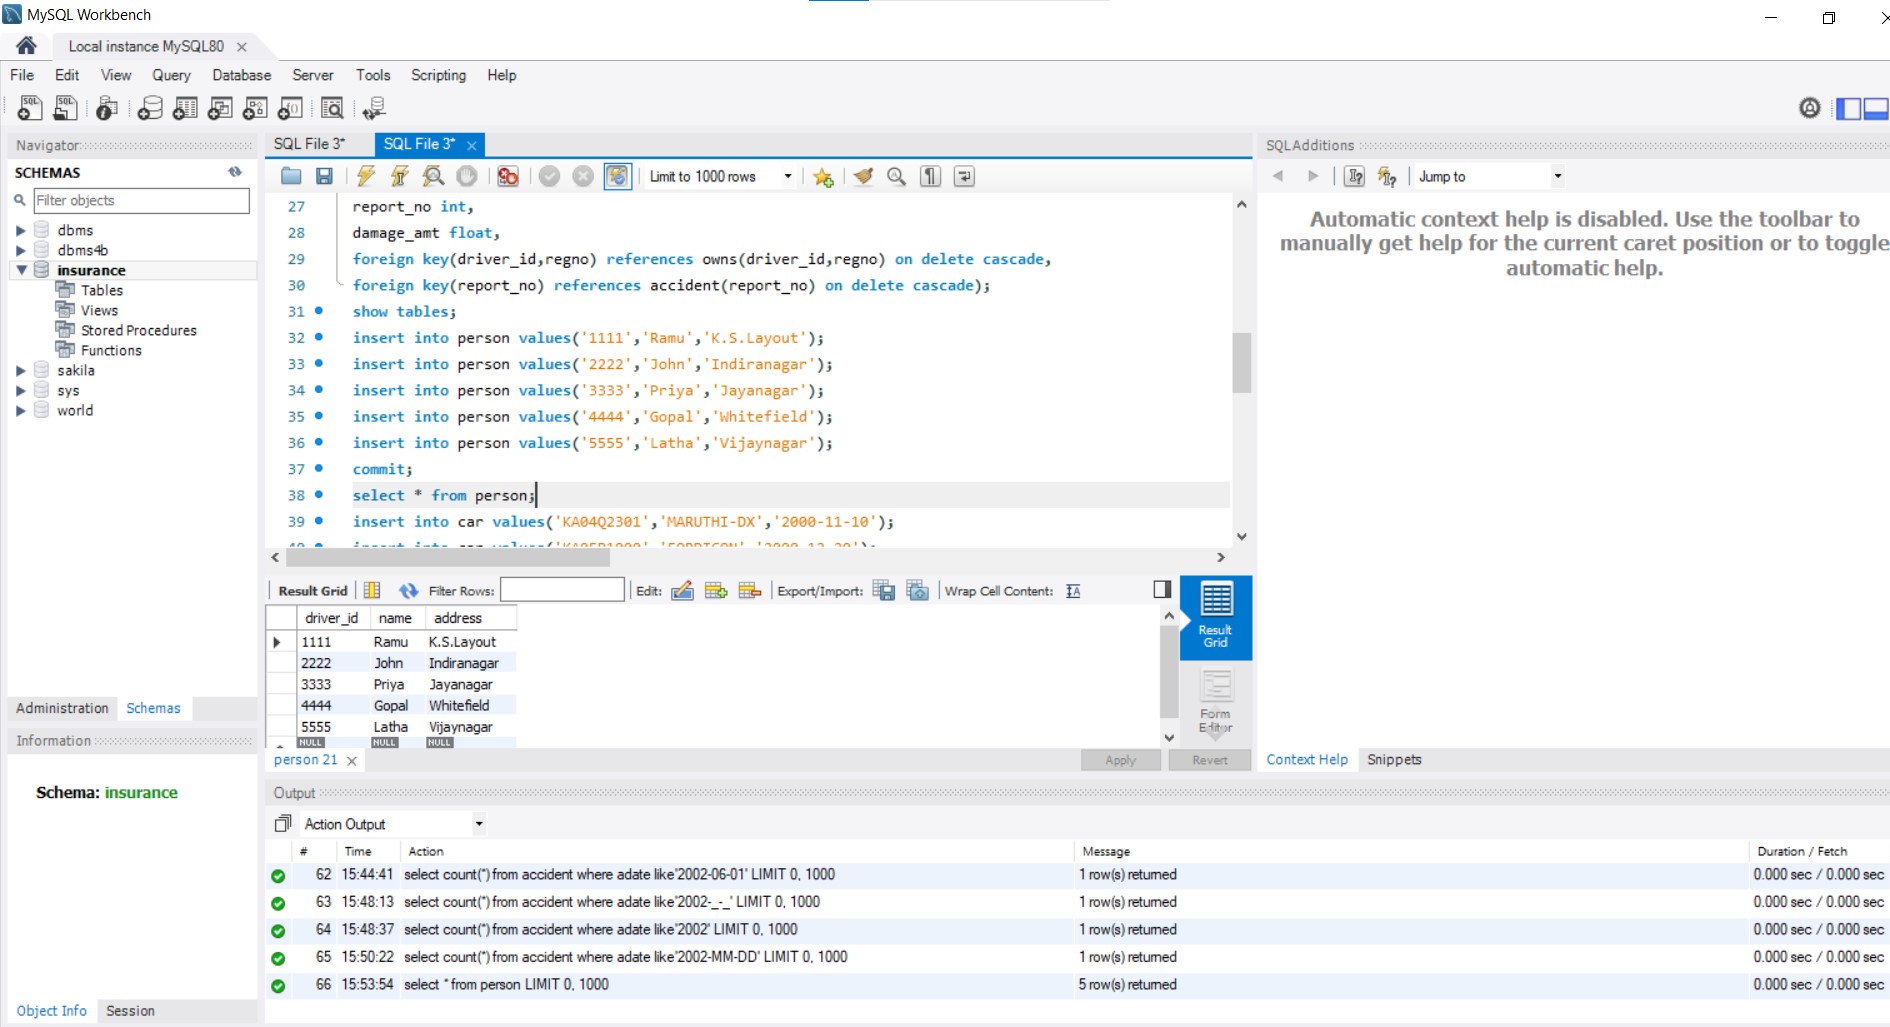 MySQL Workbench
Local instance MySQL80
File Edit View Query Database Server Tools Scripting Help
Navigator
SCHEMAS
Filter objects
dbms
dbms4b
insurance
Tables
Views
Stored Procedures
Functions
sakila
sys
world
Administration Schemas
Information
Schema: insurance
Object Info Session
SQL File 3* SQL File 3*
Limit to 1000 rows
27 report_no int,
28 damage_amt float,
29 foreign key(driver_id,regno) references owns(driver_id,regno) on delete cascade,
30 foreign key(report_no) references accident(report_no) on delete cascade);
31 show tables;
32 insert into person values('1111','Ramu','K.S.Layout');
33 insert into person values('2222','John','Indiranagar');
34 insert into person values('3333','Priya','Jayanagar');
35 insert into person values('4444','Gopal','Whitefield');
36 insert into person values('5555','Latha','Vijaynagar');
37 commit;
38 select * from person;
39 insert into car values('KA04Q2301','MARUTHI-DX','2000-11-10');
Result Grid Filter Rows: Edit: Export/Import: Wrap Cell Content:
driver_id name address
1111 Ramu K.S.Layout
2222 John Indiranagar
3333 Priya Jayanagar
4444 Gopal Whitefield
5555 Latha Vijaynagar
NULL NULL NULL
Result Grid
Form Editor
person 21 Apply Revert
SQLAdditions
Jump to
Automatic context help is disabled. Use the toolbar to
manually get help for the current caret position or to toggle
automatic help.
Context Help Snippets
Output
Action Output
# Time Action Message Duration / Fetch
62 15:44:41 select count(*) from accident where adate like'2002-06-01' LIMIT 0, 1000 1 row(s) returned 0.000 sec / 0.000 sec
63 15:48:13 select count(*) from accident where adate like'2002-_-_' LIMIT 0, 1000 1 row(s) returned 0.000 sec / 0.000 sec
64 15:48:37 select count(*) from accident where adate like'2002' LIMIT 0, 1000 1 row(s) returned 0.000 sec / 0.000 sec
65 15:50:22 select count(*) from accident where adate like'2002-MM-DD' LIMIT 0, 1000 1 row(s) returned 0.000 sec / 0.000 sec
66 15:53:54 select * from person LIMIT 0, 1000 5 row(s) returned 0.000 sec / 0.000 sec